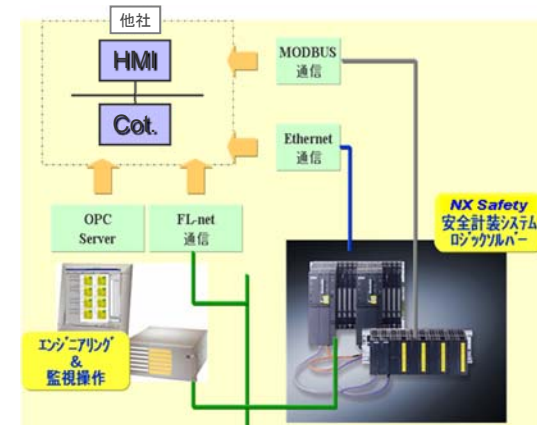 他社
HMI
Cot.
MODBUS
通信
Ethernet
通信
OPC
Server
FL-net
通信
NX Safety
安全計装システム
ロジックソルバー
エンジニアリング
&
監視操作